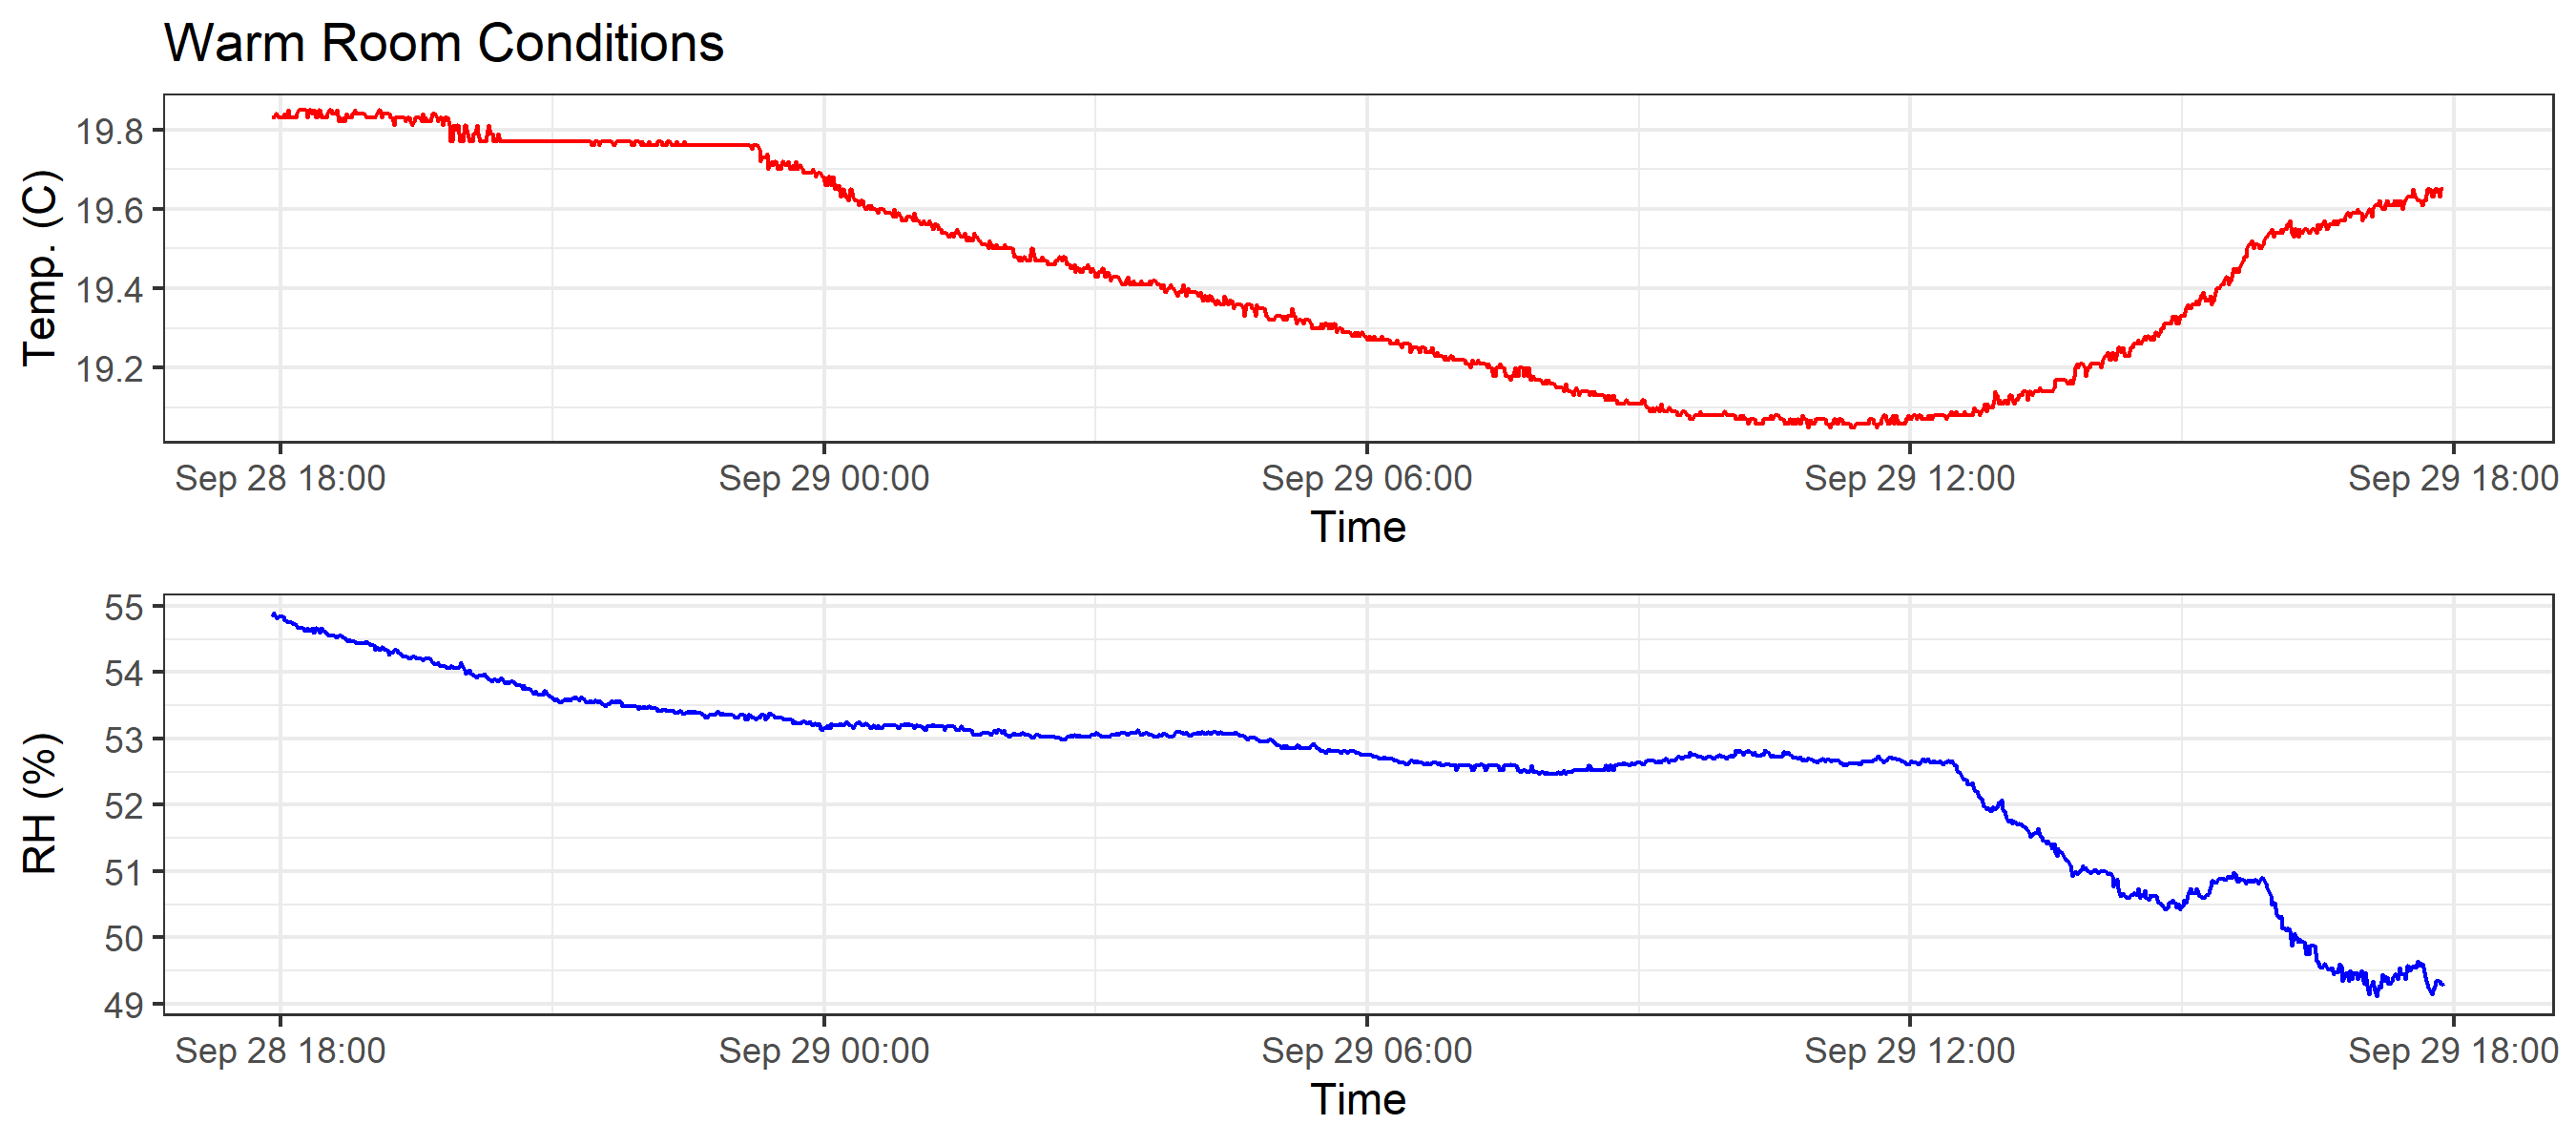 Warm Room Conditions
Temp. (C)
19.8
19.6
19.4
19.2
Sep 28 18:00 Sep 29 00:00 Sep 29 06:00 Sep 29 12:00 Sep 29 18:00
Time
RH (%)
55
54
53
52
51
50
49
Sep 28 18:00 Sep 29 00:00 Sep 29 06:00 Sep 29 12:00 Sep 29 18:00
Time